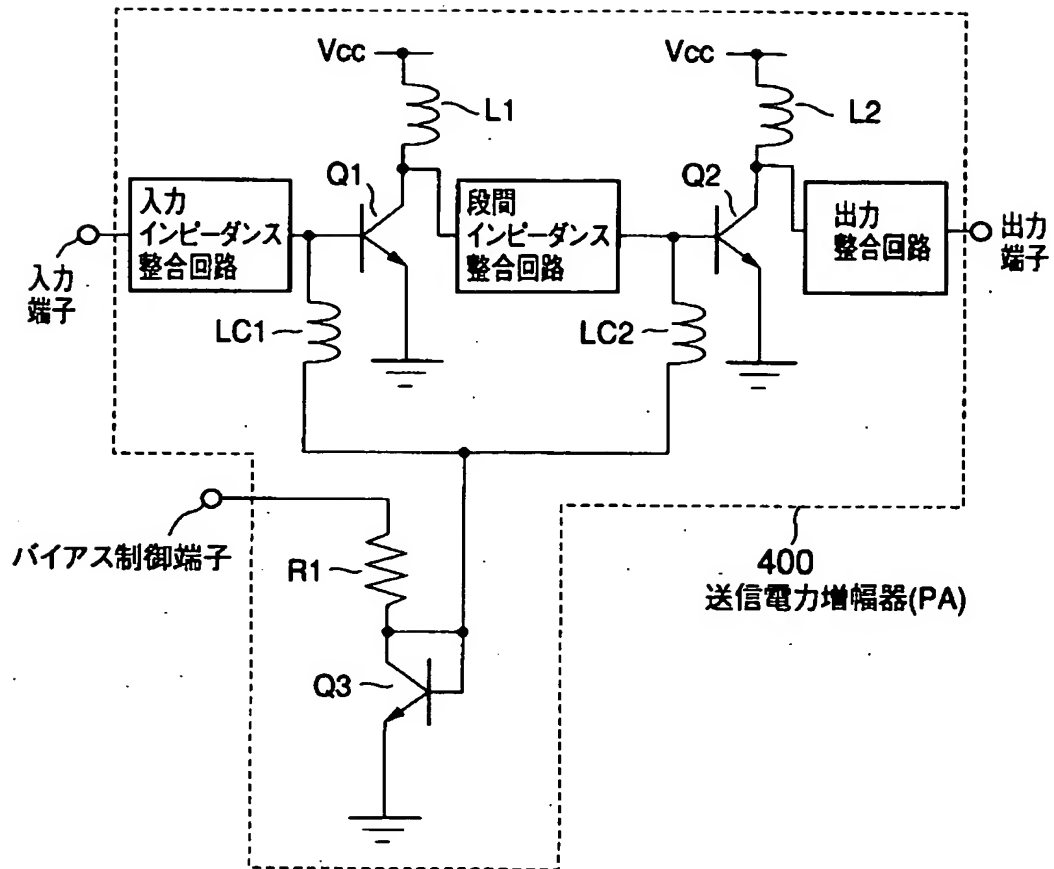 Vcc
Vcc
L1
L2
Q1
Q2
入力
インピーダンス
整合回路
段間
インピーダンス
整合回路
出力
整合回路
入力
端子
出力
端子
LC1
LC2
バイアス制御端子
R1
400
送信電力増幅器(PA)
Q3